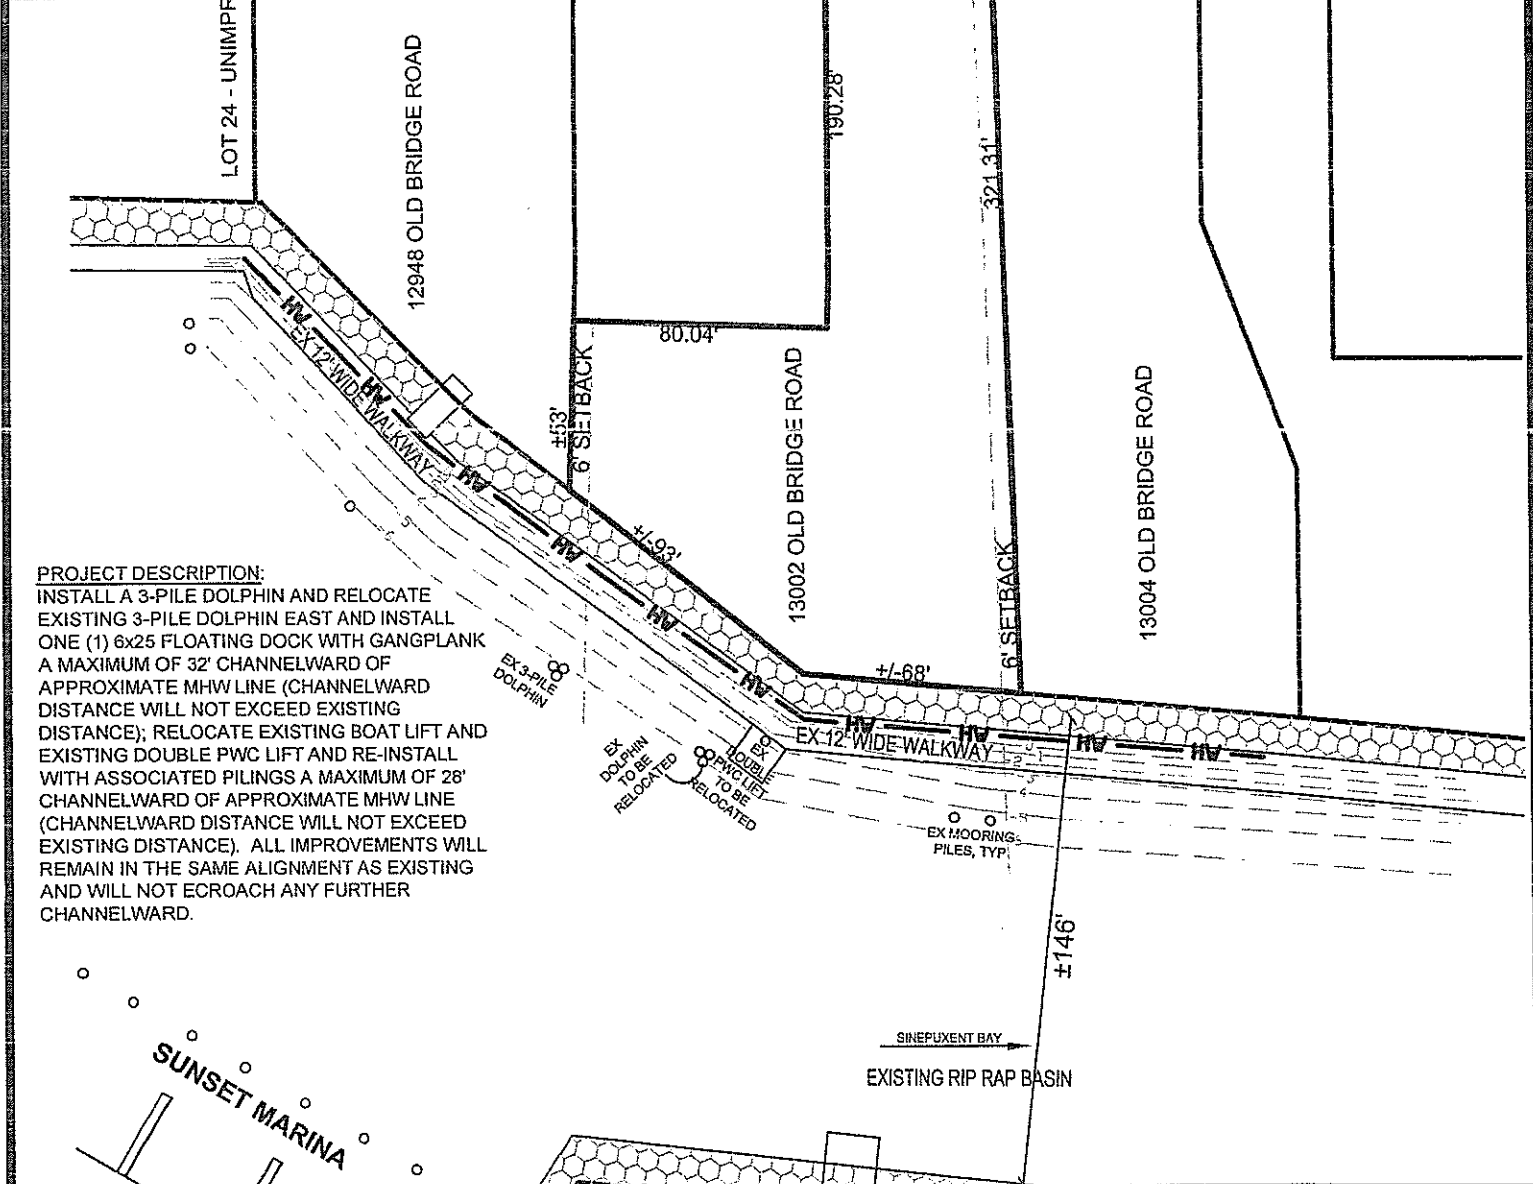 LOT 24 - UNIMPR
12948 OLD BRIDGE ROAD
190.28'
321.31'
80.04'
±53'
6' SETBACK
13002 OLD BRIDGE ROAD
13004 OLD BRIDGE ROAD
6' SETBACK
+/-93'
+/-68'
EX 12' WIDE WALKWAY
EX 12' WIDE WALKWAY
PROJECT DESCRIPTION:
INSTALL A 3-PILE DOLPHIN AND RELOCATE
EXISTING 3-PILE DOLPHIN EAST AND INSTALL
ONE (1) 6x25 FLOATING DOCK WITH GANGPLANK
A MAXIMUM OF 32' CHANNELWARD OF
APPROXIMATE MHW LINE (CHANNELWARD
DISTANCE WILL NOT EXCEED EXISTING
DISTANCE); RELOCATE EXISTING BOAT LIFT AND
EXISTING DOUBLE PWC LIFT AND RE-INSTALL
WITH ASSOCIATED PILINGS A MAXIMUM OF 28'
CHANNELWARD OF APPROXIMATE MHW LINE
(CHANNELWARD DISTANCE WILL NOT EXCEED
EXISTING DISTANCE). ALL IMPROVEMENTS WILL
REMAIN IN THE SAME ALIGNMENT AS EXISTING
AND WILL NOT ECROACH ANY FURTHER
CHANNELWARD.
EX 3-PILE
DOLPHIN
EX
DOLPHIN
TO BE
RELOCATED
EX
DOUBLE
PWC LIFT
TO BE
RELOCATED
EX MOORING
PILES, TYP
±146'
SINEPUXENT BAY
EXISTING RIP RAP BASIN
SUNSET MARINA